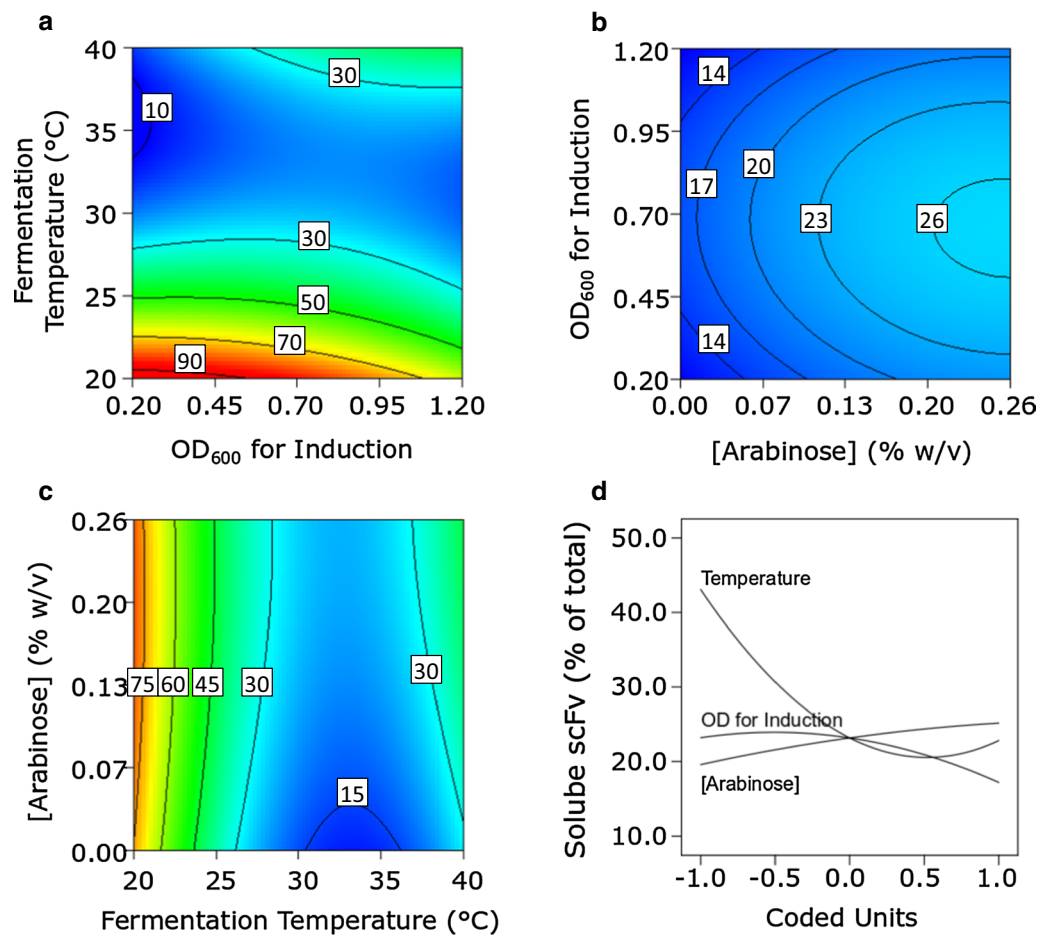 a
40
35
30
25
20
0.20 0.45 0.70 0.95 1.20
Fermentation
Temperature (°C)
OD600 for Induction
30
10
30
50
70
90
b
1.20
0.95
0.70
0.45
0.20
0.00 0.07 0.13 0.20 0.26
OD600 for Induction
[Arabinose] (% w/v)
14
20
17
23
26
14
c
0.26
0.20
0.13
0.07
0.00
20 25 30 35 40
[Arabinose] (% w/v)
Fermentation Temperature (°C)
75 60 45 30
30
15
d
50.0
40.0
30.0
20.0
10.0
-1.0 -0.5 0.0 0.5 1.0
Solube scFv (% of total)
Coded Units
Temperature
OD for Induction
[Arabinose]